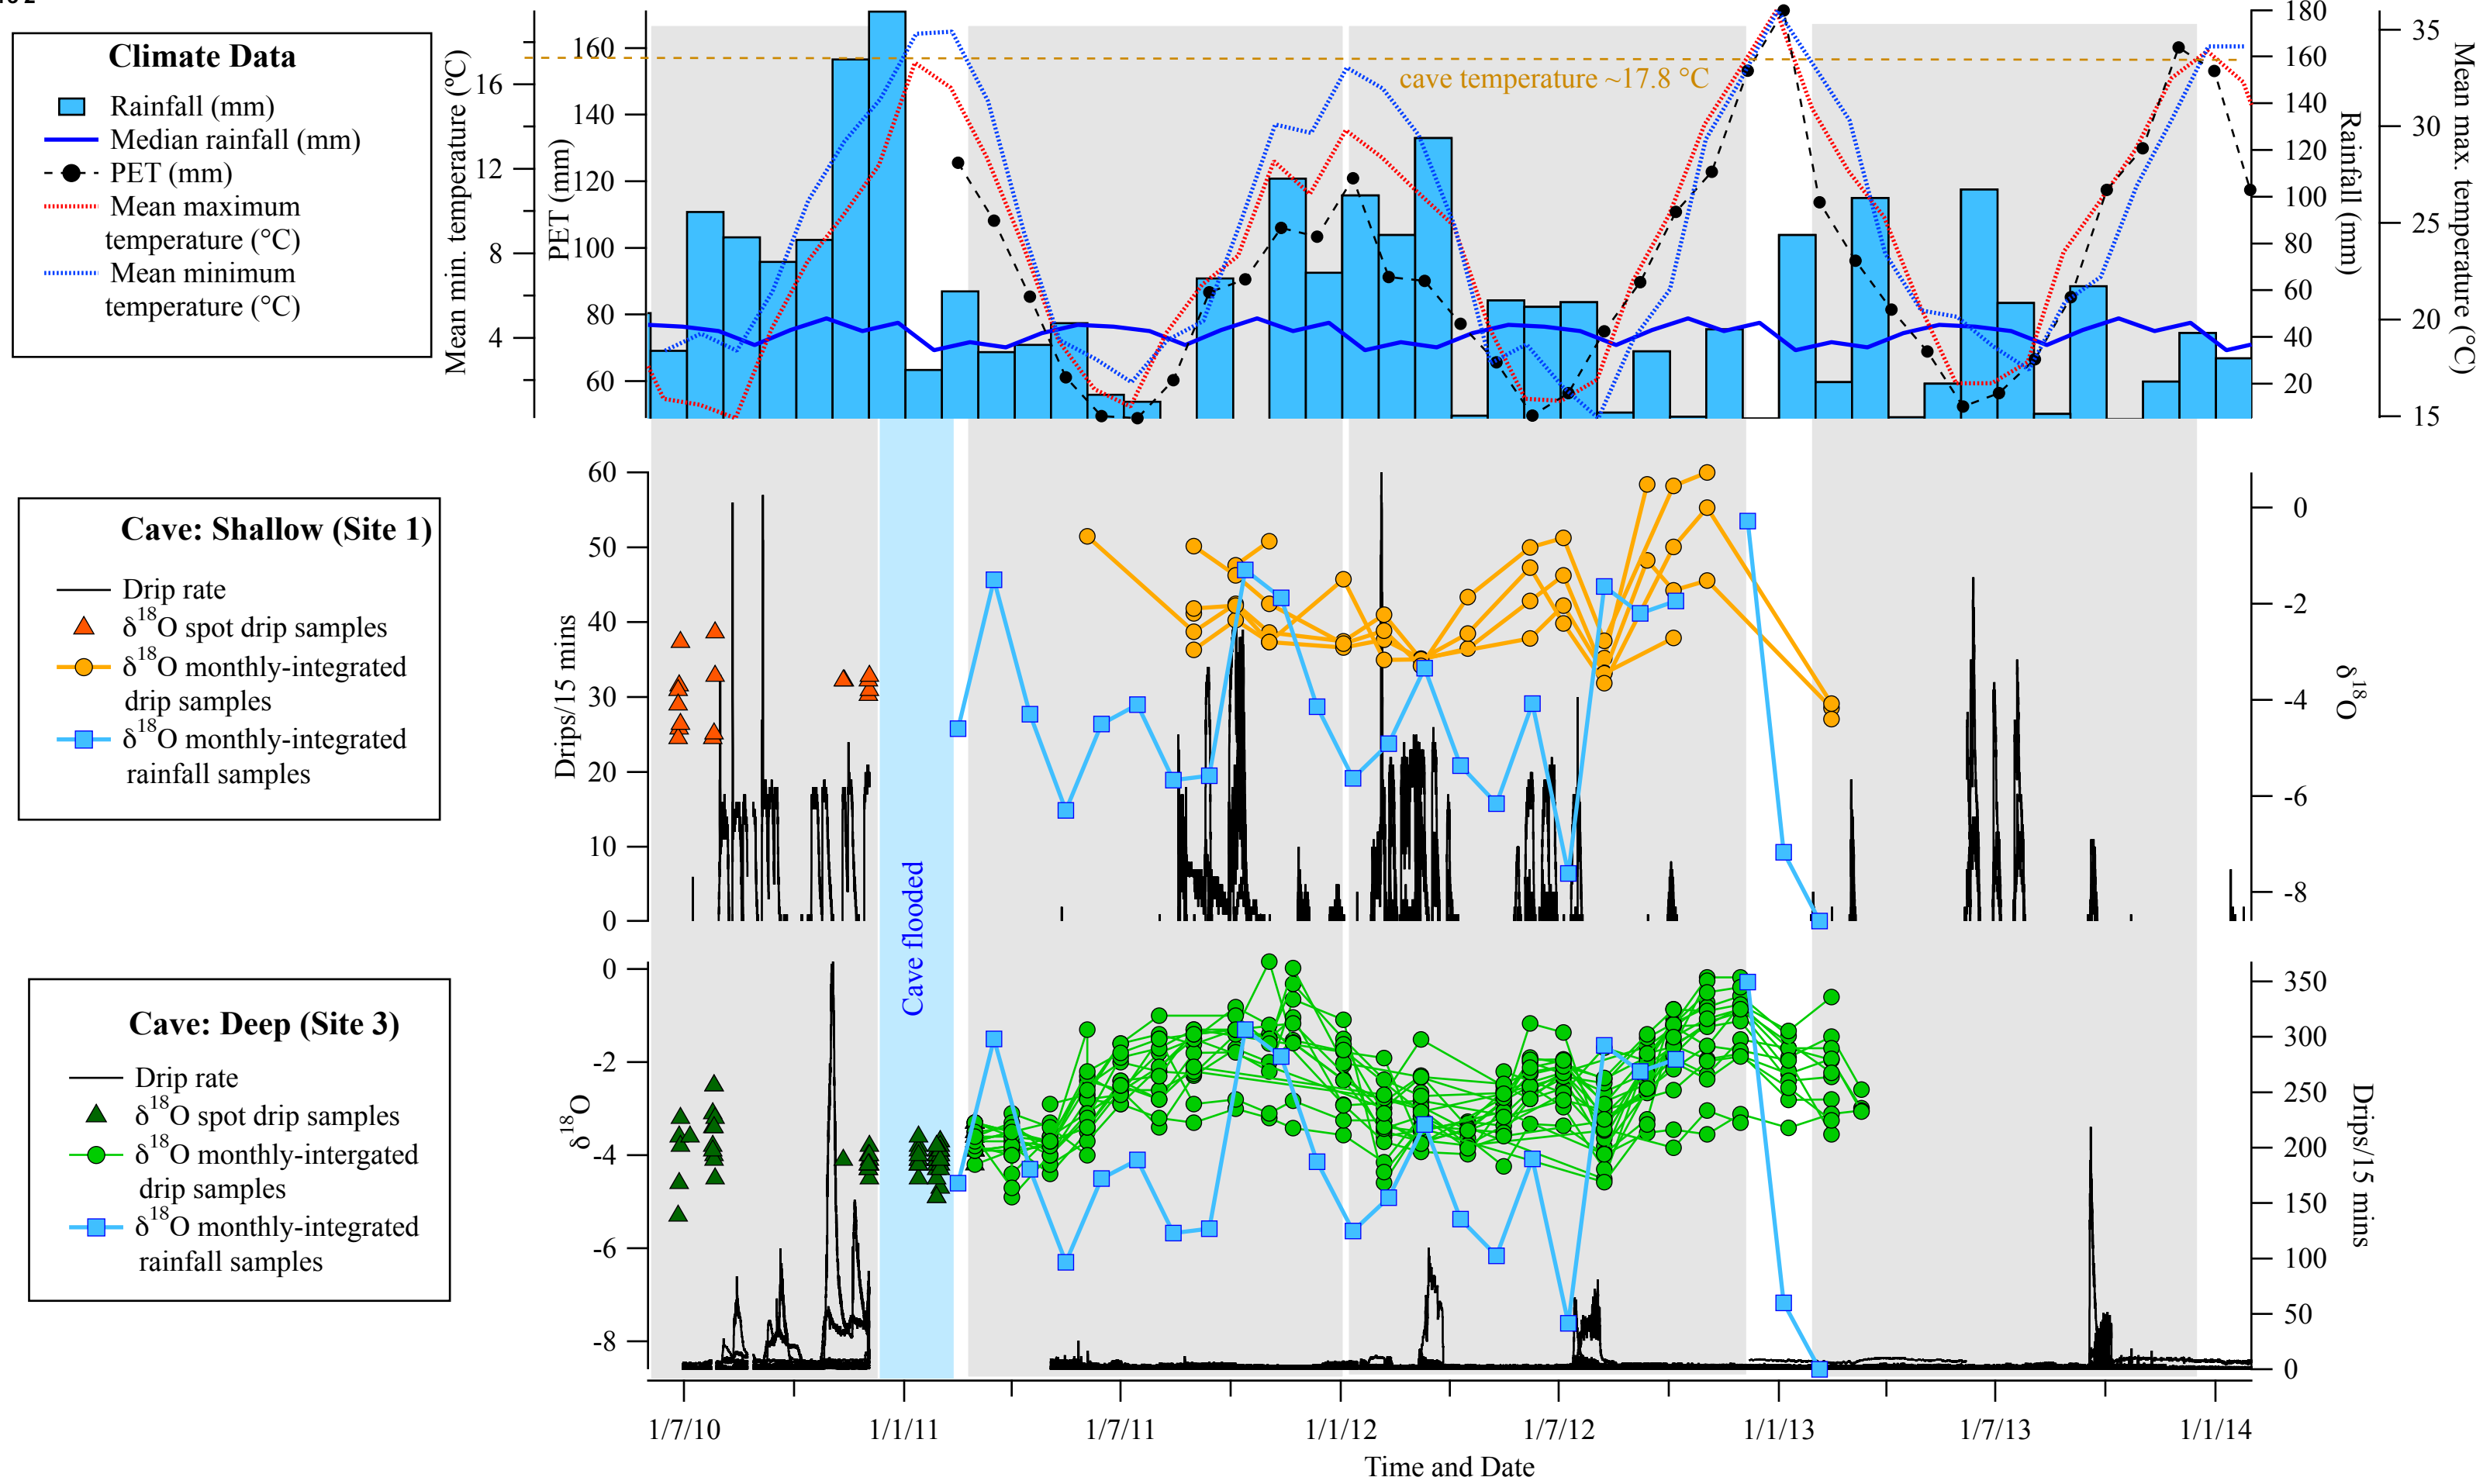 Climate Data
Rainfall (mm)
Median rainfall (mm)
PET (mm)
Mean maximum
temperature (°C)
Mean minimum
temperature (°C)
Mean min. temperature (°C)
16
12
8
4
PET (mm)
160
140
120
100
80
60
cave temperature ~17.8 °C
180
160
140
120
100
80
60
40
20
Rainfall (mm)
35
30
25
20
15
Mean max. temperature (°C)
Cave: Shallow (Site 1)
Drip rate
δ18O spot drip samples
δ18O monthly-integrated
drip samples
δ18O monthly-integrated
rainfall samples
Drips/15 mins
60
50
40
30
20
10
0
0
-2
-4
-6
-8
δ18O
Cave flooded
Cave: Deep (Site 3)
Drip rate
δ18O spot drip samples
δ18O monthly-intergated
drip samples
δ18O monthly-integrated
rainfall samples
δ18O
0
-2
-4
-6
-8
350
300
250
200
150
100
50
0
Drips/15 mins
1/7/10
1/1/11
1/7/11
1/1/12
1/7/12
1/1/13
1/7/13
1/1/14
Time and Date